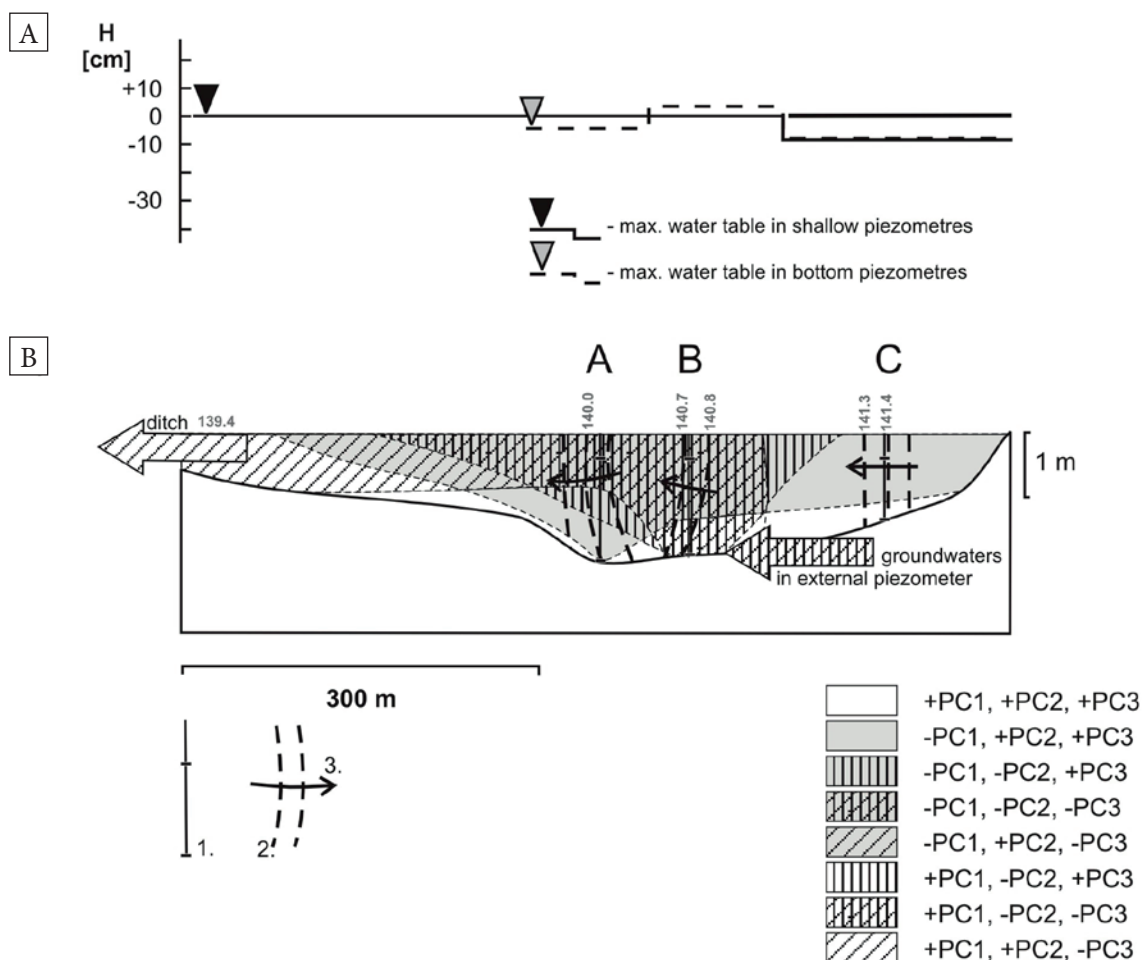 A
H
[cm]
+10
0
-10
-30
- max. water table in shallow piezometres
- max. water table in bottom piezometres
B
A B C
ditch 139.4
140.0
140.7
140.8
141.3
141.4
1 m
groundwaters
in external piezometer
300 m
1. 2. 3.
+PC1, +PC2, +PC3
-PC1, +PC2, +PC3
-PC1, -PC2, +PC3
-PC1, -PC2, -PC3
-PC1, +PC2, -PC3
+PC1, -PC2, +PC3
+PC1, -PC2, -PC3
+PC1, +PC2, -PC3